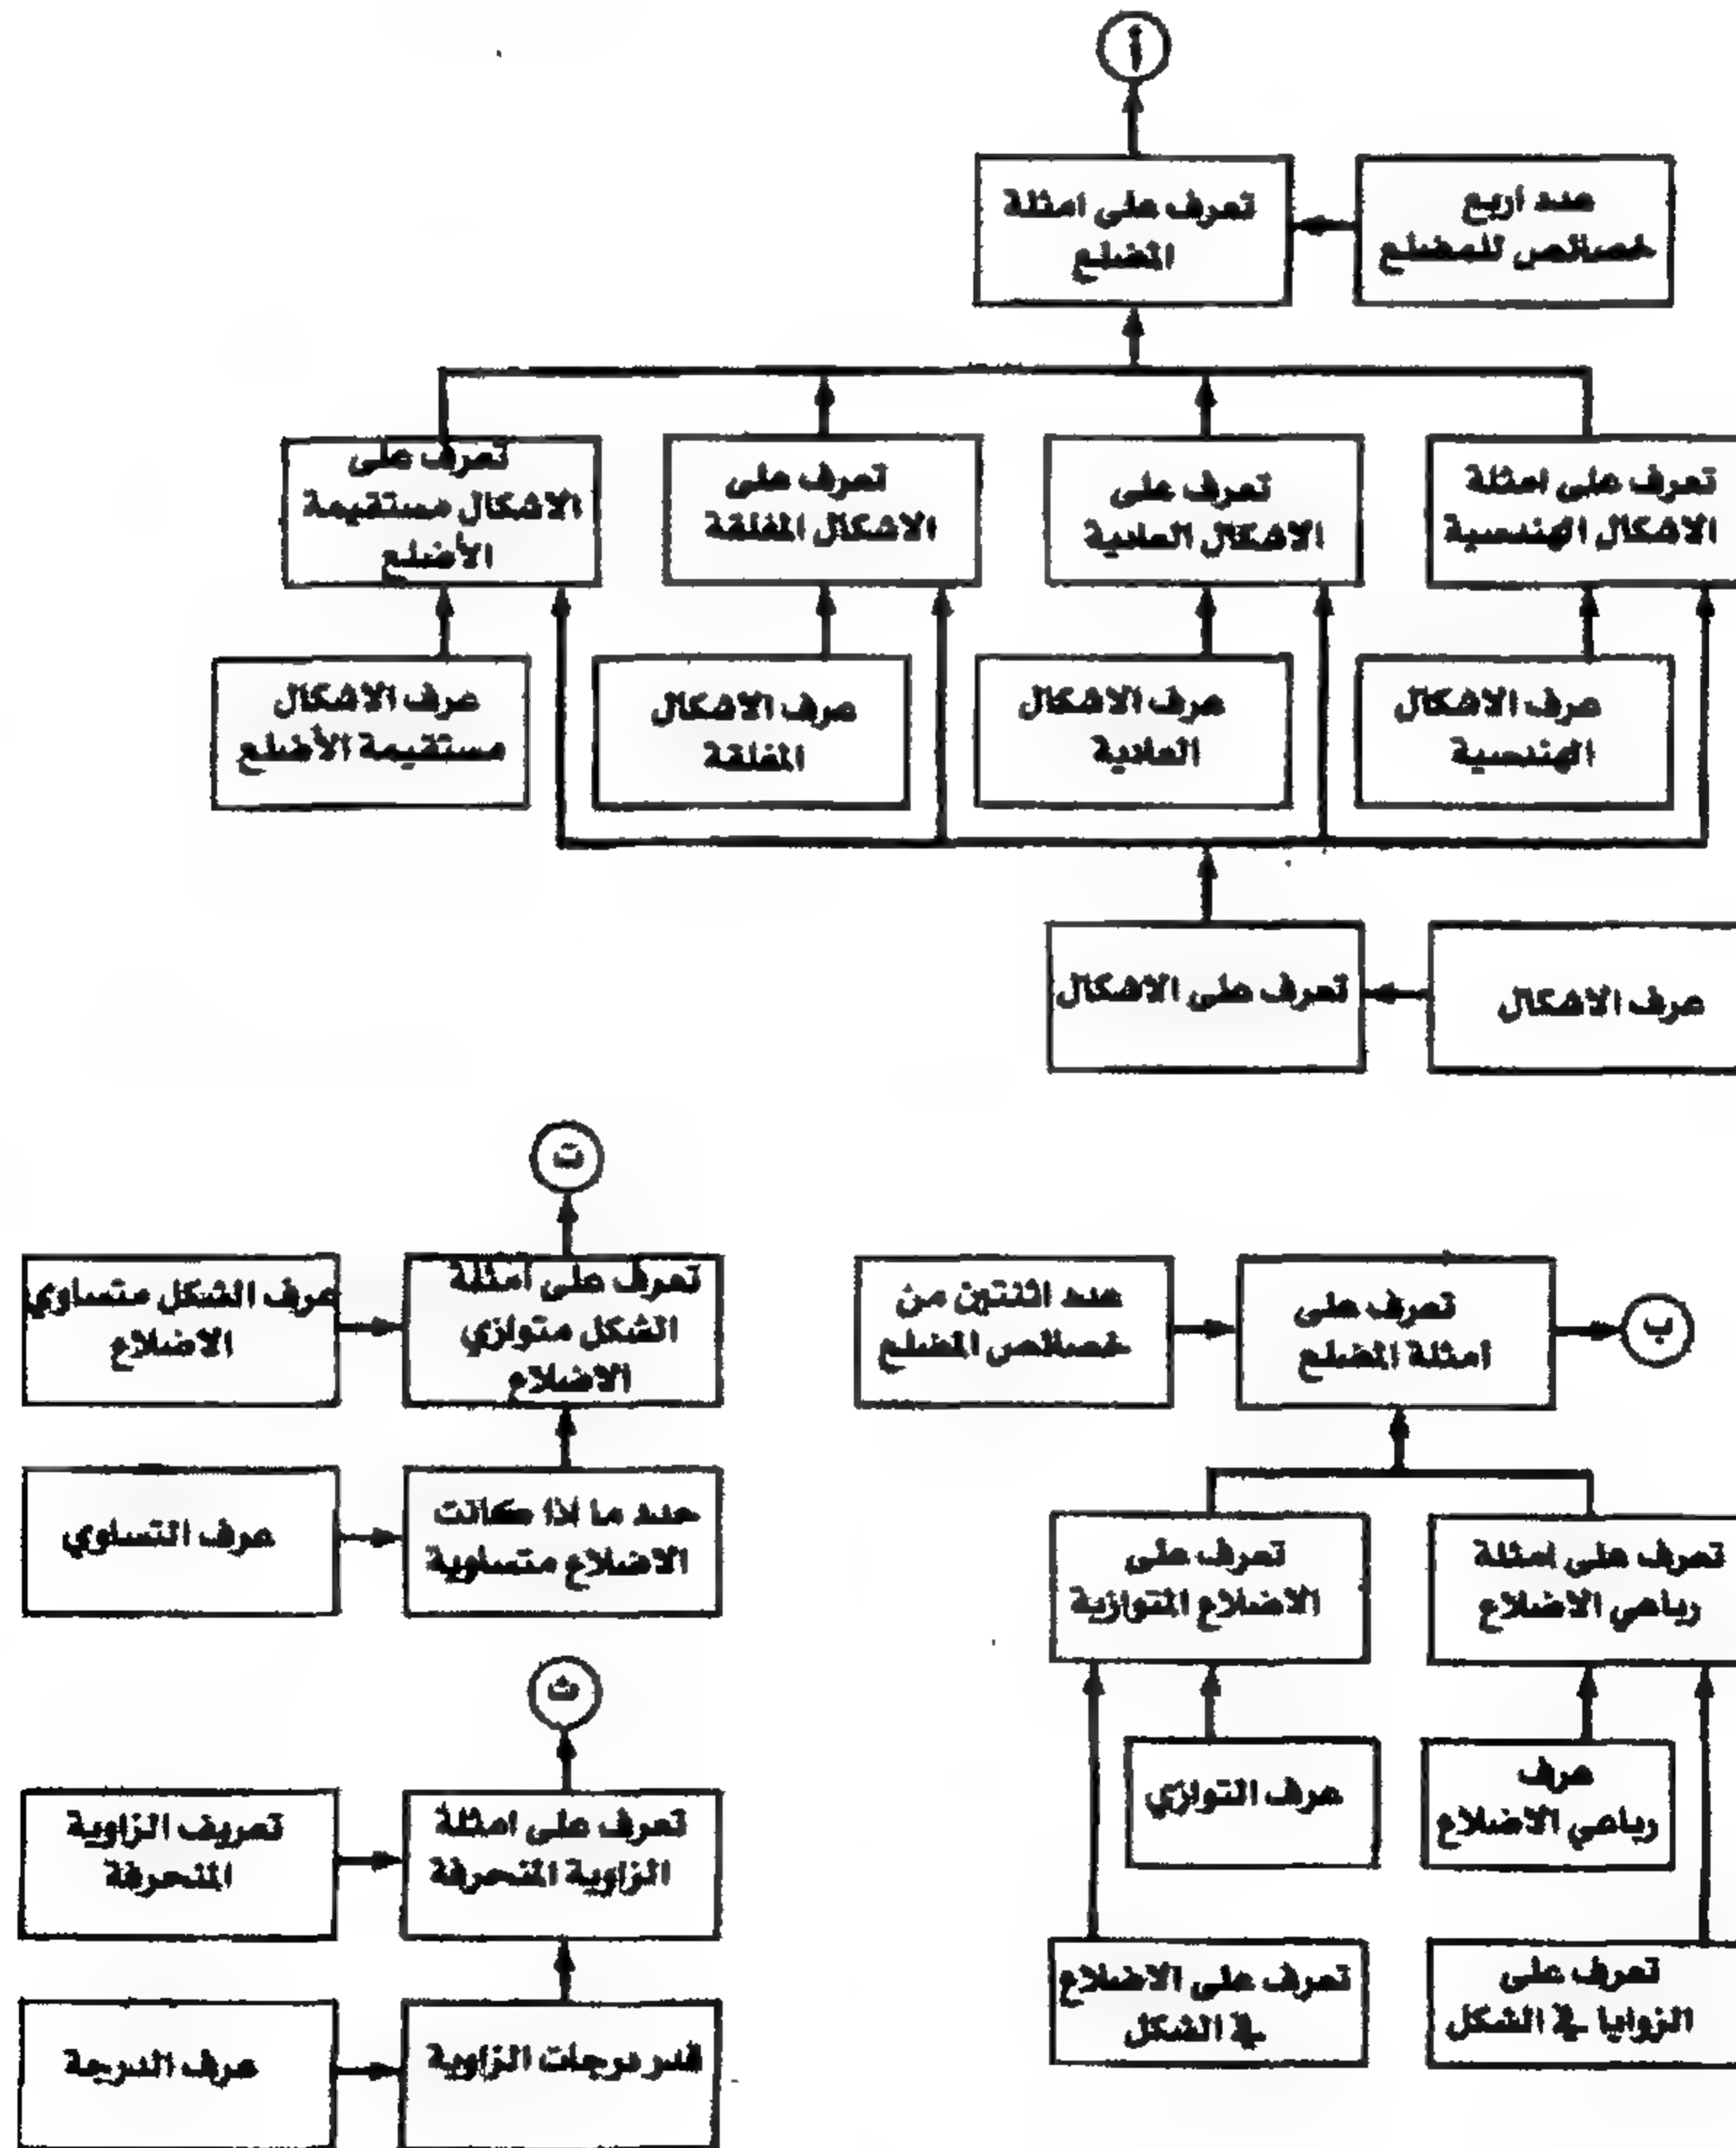 أ
عدد أربع
خصائص للمضلع
تعرف على امثلة
المضلع
تعرف على امثلة
الاشكال الهندسية
تعرف على
الاشكال العادية
تعرف على
الاشكال المغلقة
تعرف على
الاشكال مستقيمة
الأضلع
عرف الاشكال
الهندسية
عرف الاشكال
العادية
عرف الاشكال
المغلقة
عرف الاشكال
مستقيمة الأضلع
عرف الاشكال
تعرف على الاشكال
ب
تعرف على
امثلة المضلع
عدد اثنتين من
خصائص المضلع
تعرف على امثلة
رباعي الاضلاع
تعرف على
الاضلاع المتوازية
عرف
رباعي الاضلاع
عرف التوازي
تعرف على
الزوايا في الشكل
تعرف على الاضلاع
في الشكل
ت
تعرف على امثلة
الشكل متوازي
الاضلاع
عرف الشكل متساوي
الاضلاع
حدد ما اذا كانت
الاضلاع متساوية
عرف التساوي
ث
تعرف على امثلة
الزاوية المنحرفة
تعريف الزاوية
المنحرفة
قدر درجات الزاوية
عرف الدرجة